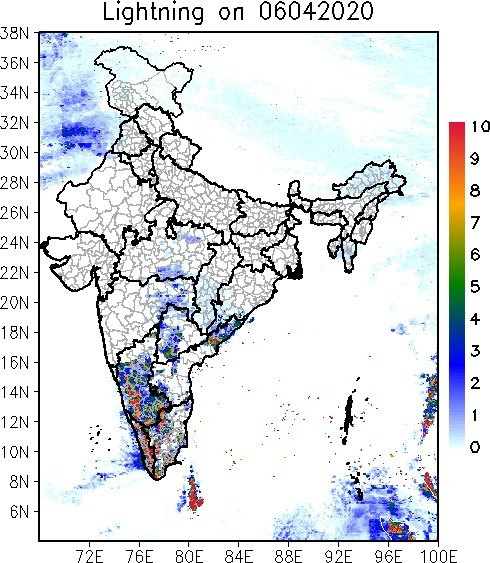 Lightning on 06042020
38N
36N
34N
32N
30N
28N
26N
24N
22N
20N
18N
16N
14N
12N
10N
8N
6N
72E 76E 80E 84E 88E 92E 96E 100E
10
9
8
7
6
5
4
3
2
1
0